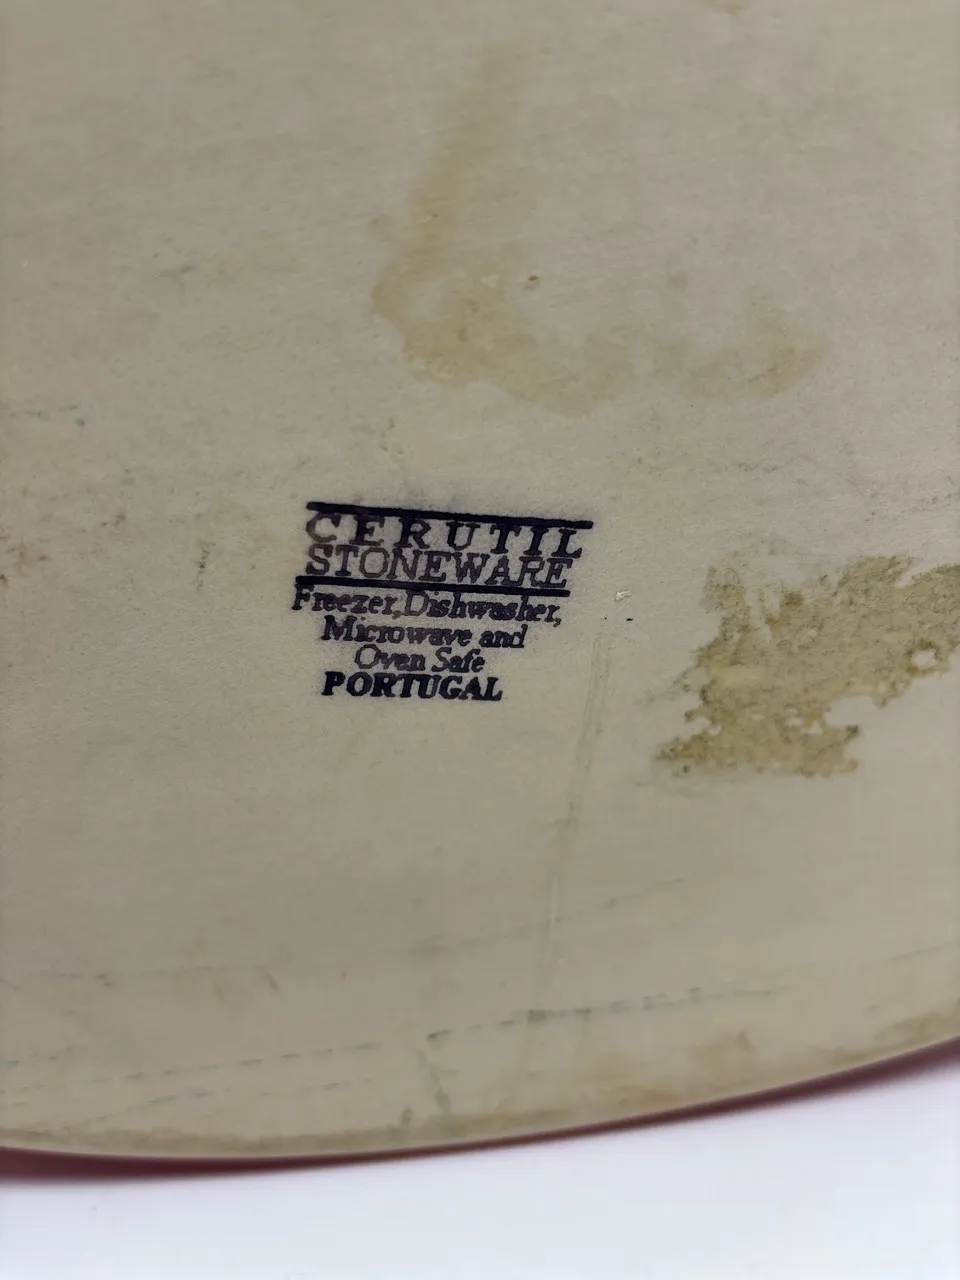 CERUTIL
STONEWARE
Freezer, Dishwasher,
Microwave and
Oven Safe
PORTUGAL